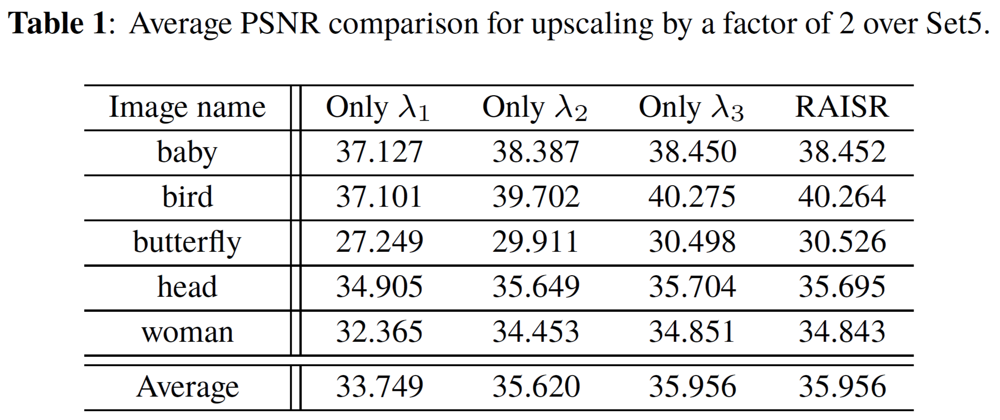 Table 1: Average PSNR comparison for upscaling by a factor of 2 over Set5.
Image name Only λ₁ Only λ₂ Only λ₃ RAISR
baby 37.127 38.387 38.450 38.452
bird 37.101 39.702 40.275 40.264
butterfly 27.249 29.911 30.498 30.526
head 34.905 35.649 35.704 35.695
woman 32.365 34.453 34.851 34.843
Average 33.749 35.620 35.956 35.956